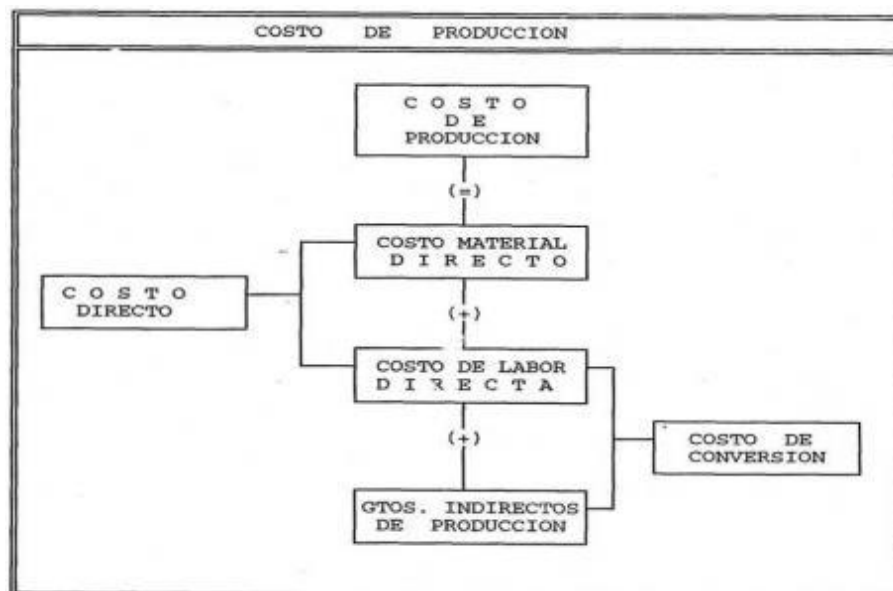 COSTO DE PRODUCCION
C O S T O
D E
PRODUCCION
(=)
COSTO MATERIAL
D I R E C T O
C O S T O
DIRECTO
(+)
COSTO DE LABOR
D I R E C T A
(+)
COSTO DE
CONVERSION
GTOS. INDIRECTOS
DE PRODUCCION